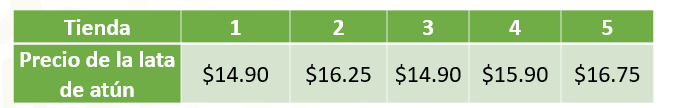 Tienda 1 2 3 4 5
Precio de la lata
de atún $14.90 $16.25 $14.90 $15.90 $16.75